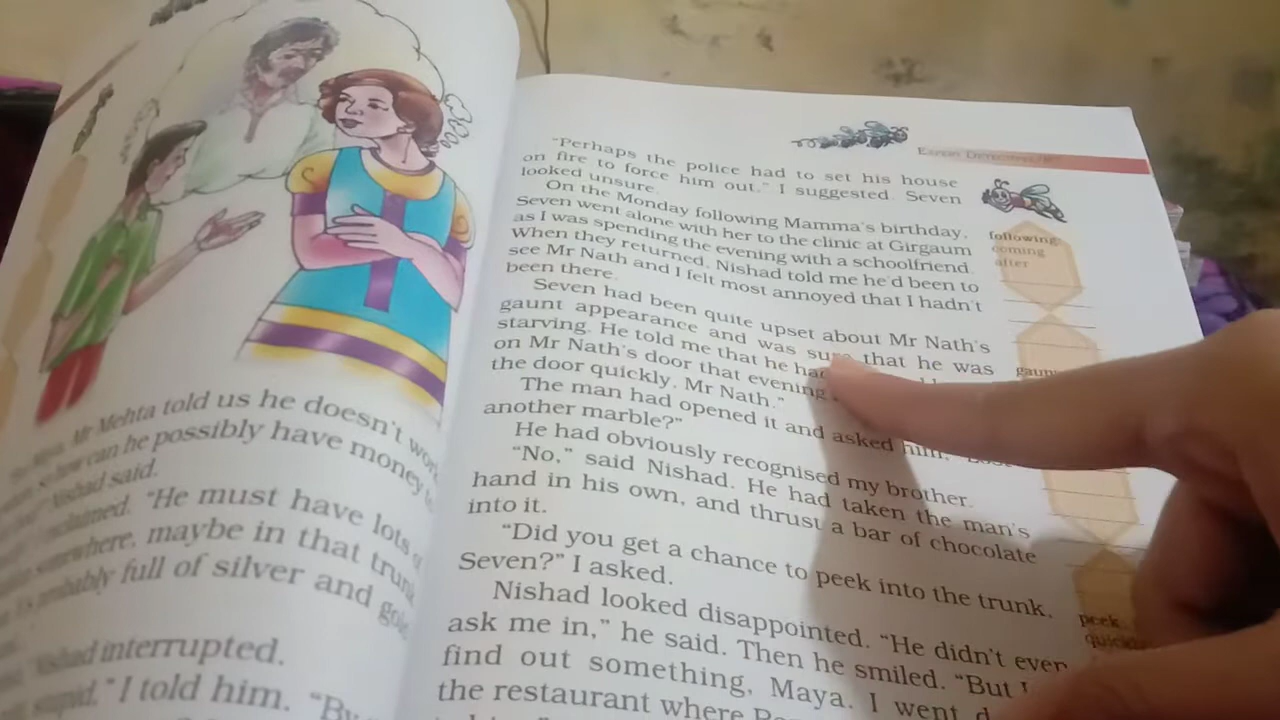 Mr Mehta told us he doesn't
how can he possibly have money
Nishad said.
exclaimed. "He must have lots
somewhere, maybe in that trunk.
probably full of silver and gold
Nishad interrupted.
stupid," I told him.
"Perhaps the police had to set his house
on fire to force him out." I suggested. Seven
looked unsure.
On the Monday following Mamma's birthday,
Seven went alone with her to the clinic at Girgaum
as I was spending the evening with a schoolfriend.
When they returned, Nishad told me he'd been to
see Mr Nath and I felt most annoyed that I hadn't
been there.
Seven had been quite upset about Mr Nath's
gaunt appearance and was sure that he was
starving. He told me that he had
on Mr Nath's door that evening
the door quickly, Mr Nath."
The man had opened it and asked him,
another marble?"
He had obviously recognised my brother.
"No," said Nishad. He had taken the man's
hand in his own, and thrust a bar of chocolate
into it.
"Did you get a chance to peek into the trunk,
Seven?" I asked.
Nishad looked disappointed. "He didn't even
ask me in," he said. Then he smiled. "But I
find out something, Maya. I went
the restaurant where
following
coming
after
gaunt
peek